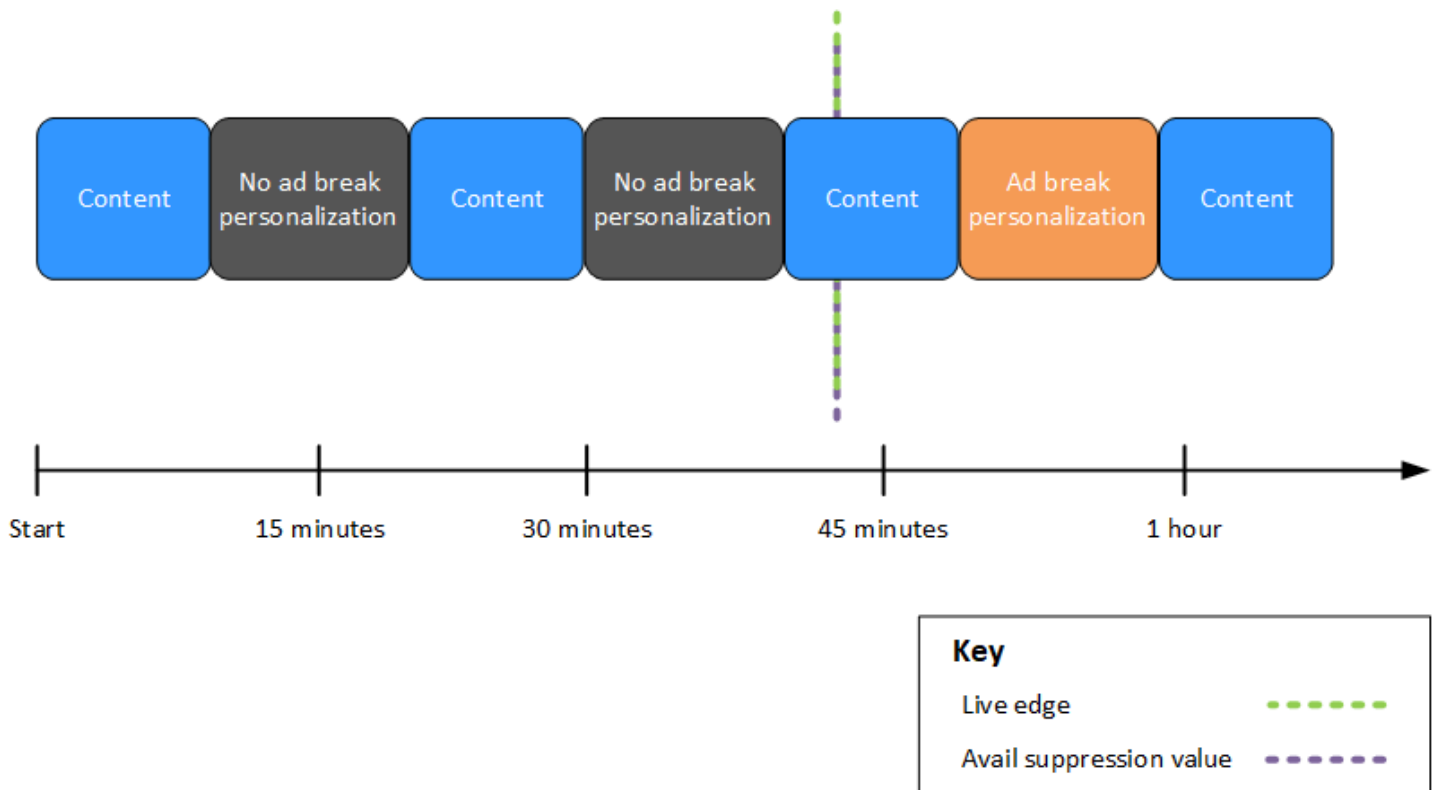 Content
No ad break
personalization
Content
No ad break
personalization
Content
Ad break
personalization
Content
Start
15 minutes
30 minutes
45 minutes
1 hour
Key
Live edge
Avail suppression value